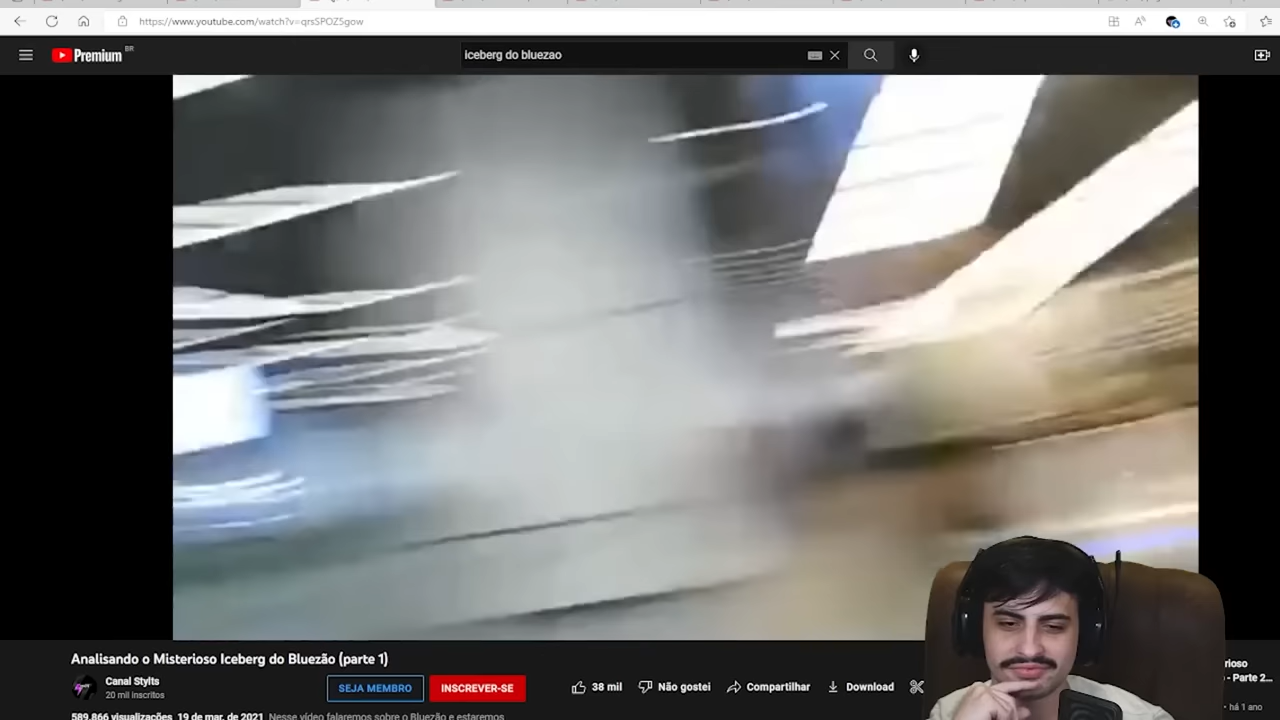 https://www.youtube.com/watch?v=qrsSPOZ5gow
Premium BR
iceberg do bluezao
Analisando o Misterioso Iceberg do Bluezão (parte 1)
Canal Stylts
20 mil inscritos
SEJA MEMBRO
INSCREVER-SE
38 mil
Não gostei
Compartilhar
Download
rioso
- Parte 2...
há 1 ano
589.866 visualizações 19 de mar. de 2021 Nesse vídeo falaremos sobre o Bluezão e estaremos